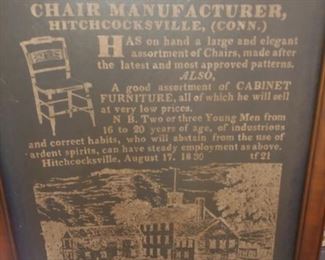 CHAIR MANUFACTURER,
HITCHCOCKSVILLE, (CONN.)
HAS on hand a large and elegant
assortment of Chairs, made after
the latest and most approved patterns.
ALSO,
A good assortment of CABINET
FURNITURE, all of which he will sell
at very low prices.
N B. Two or three Young Men from
16 to 20 years of age, of industrious
and correct habits, who will abstain from the use of
ardent spirits, can have steady employment as above.
Hitchcocksville, August 17. 1830 tf 21